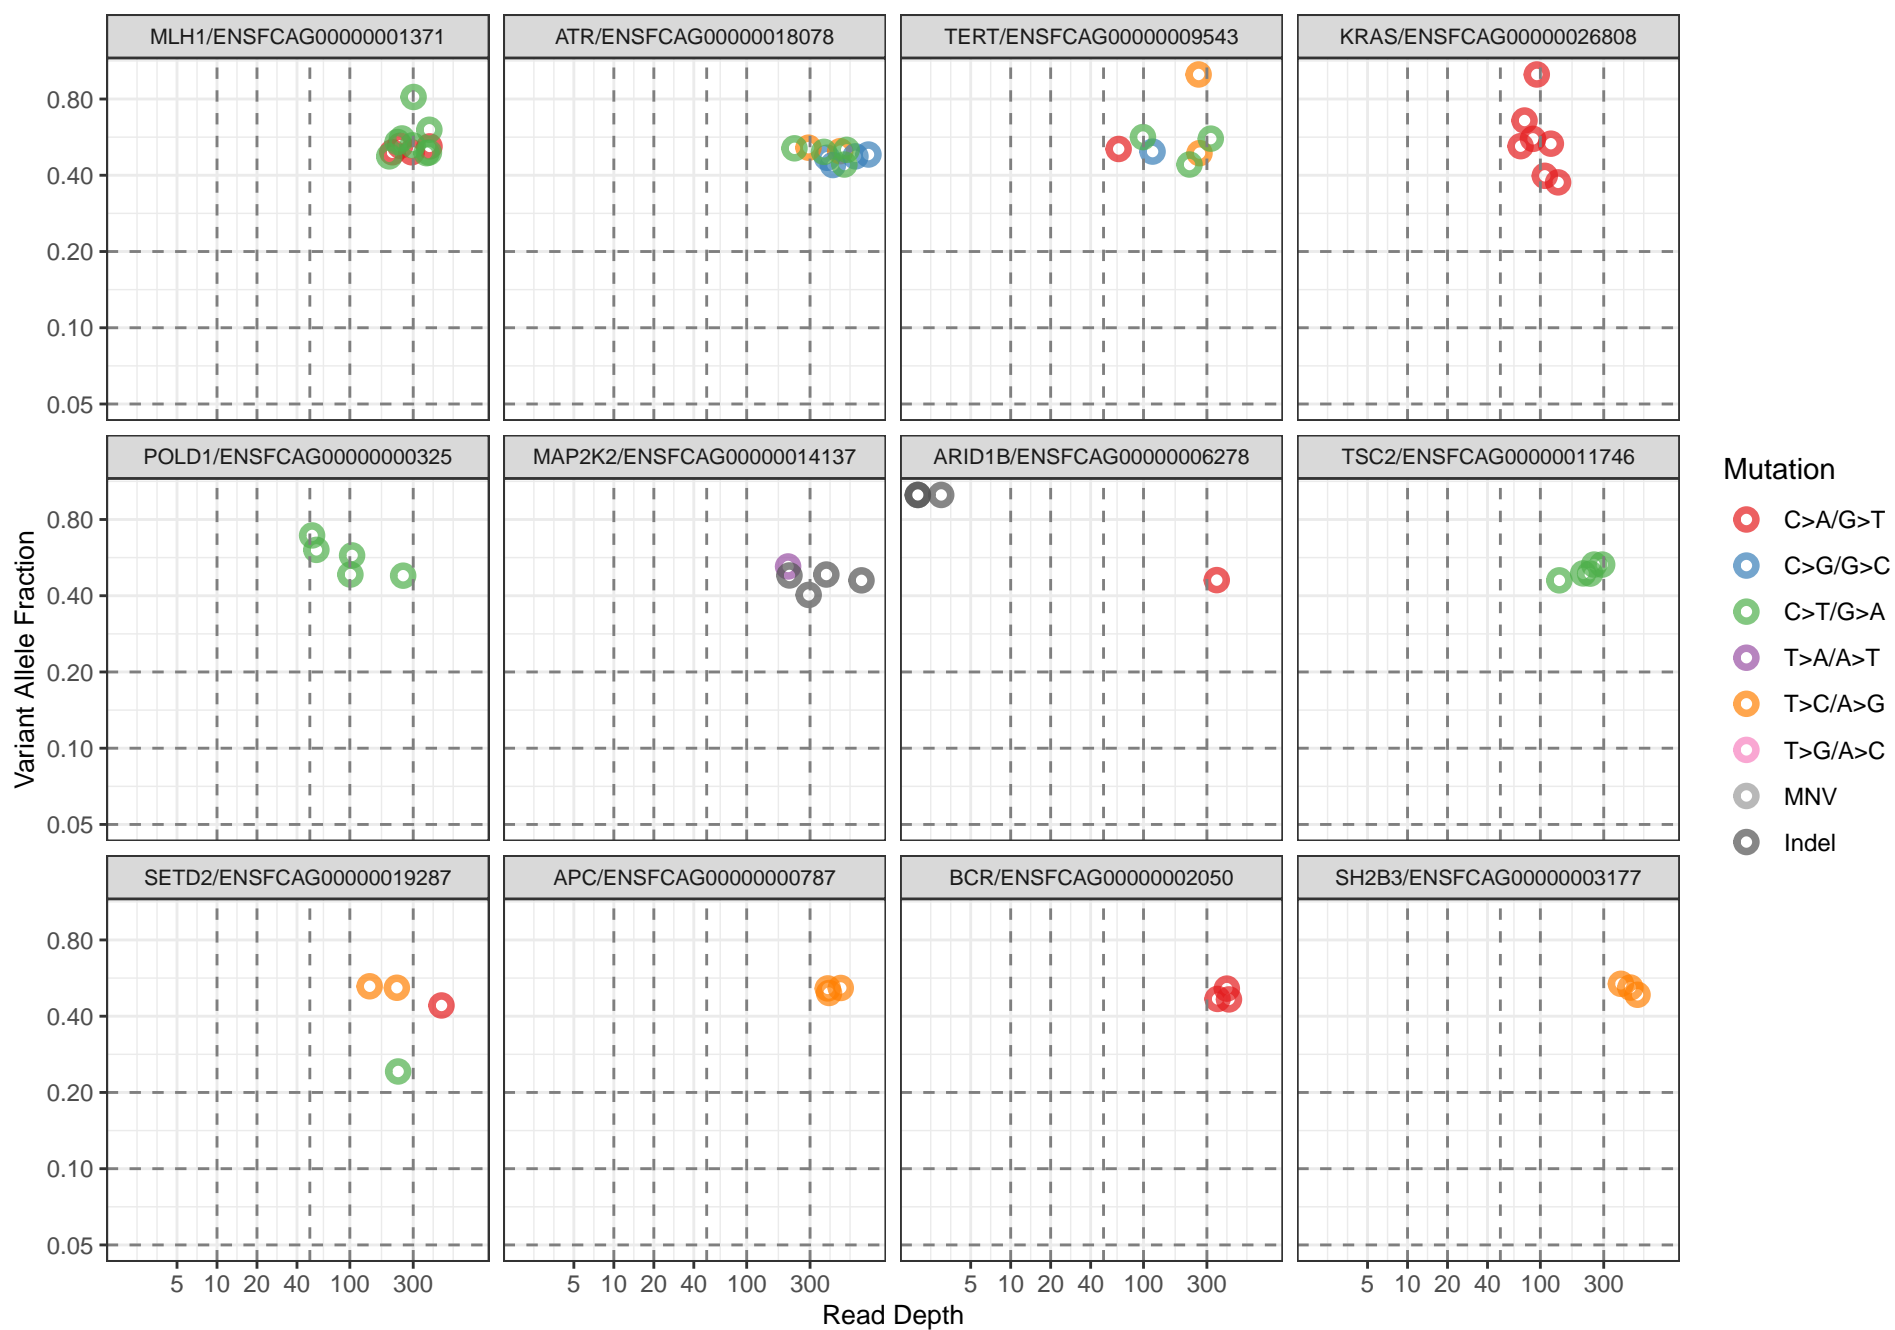 MLH1/ENSFCAG00000001371 ATR/ENSFCAG00000018078 TERT/ENSFCAG00000009543 KRAS/ENSFCAG00000026808
0.80
0.40
0.20
0.10
0.05
POLD1/ENSFCAG00000000325 MAP2K2/ENSFCAG00000014137 ARID1B/ENSFCAG00000006278 TSC2/ENSFCAG00000011746
0.80
0.40
0.20
0.10
0.05
SETD2/ENSFCAG00000019287 APC/ENSFCAG00000000787 BCR/ENSFCAG00000002050 SH2B3/ENSFCAG00000003177
0.80
0.40
0.20
0.10
0.05
5 10 20 40 100 300 5 10 20 40 100 300 5 10 20 40 100 300 5 10 20 40 100 300
Read Depth
Variant Allele Fraction
Mutation
C>A/G>T
C>G/G>C
C>T/G>A
T>A/A>T
T>C/A>G
T>G/A>C
MNV
Indel